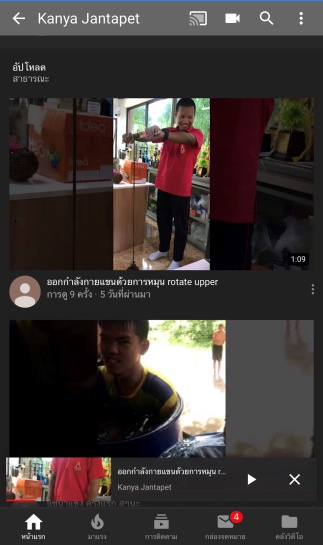 Kanya Jantapet
อัปโหลด
สาธารณะ
idea
1:09
ออกกำลังกายแขนด้วยการหมุน rotate upper
การดู 9 ครั้ง · 5 วันที่ผ่านมา
ออกกำลังกายแขนด้วยการหมุน r...
Kanya Jantapet
หน้าแรก
มาแรง
การติดตาม
4
กล่องจดหมาย
คลังวิดีโอ